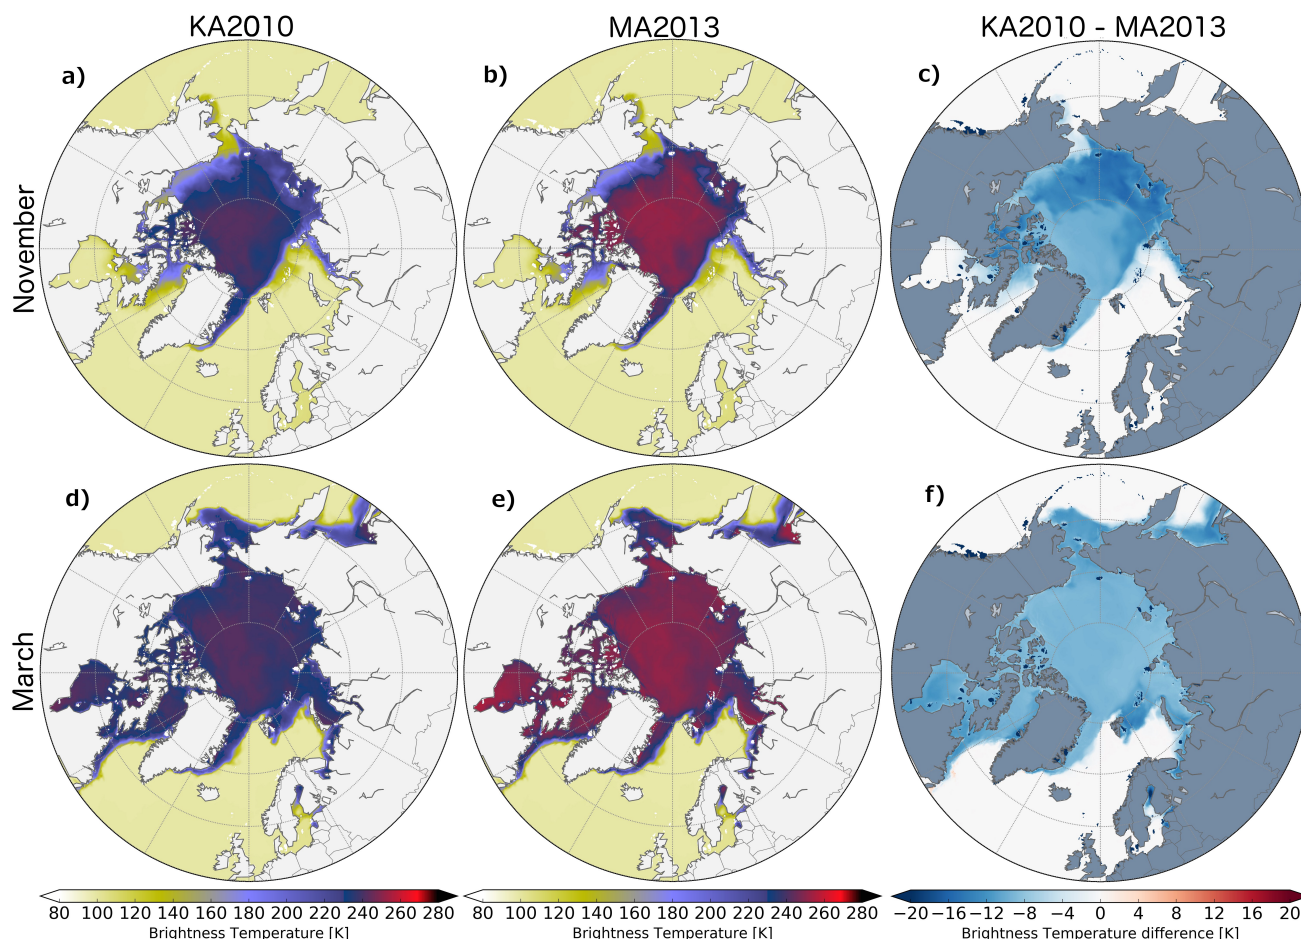 KA2010
MA2013
KA2010 - MA2013
a)
b)
c)
November
d)
e)
f)
March
80 100 120 140 160 180 200 220 240 260 280
80 100 120 140 160 180 200 220 240 260 280
−20 −16 −12 −8 −4 0 4 8 12 16 20
Brightness Temperature [K]
Brightness Temperature [K]
Brightness Temperature difference [K]